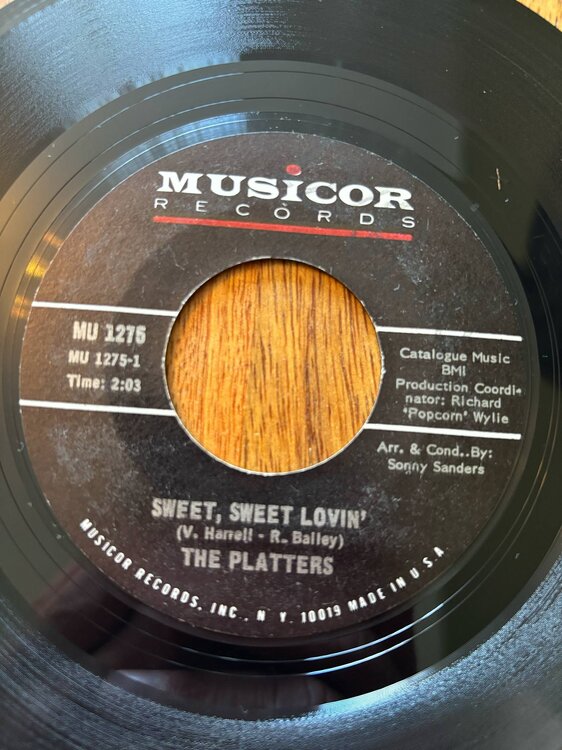 MUSICOR
RECORDS
MU 1275
MU 1275-1
Time: 2:03
Catalogue Music
BMI
Production Coordi-
nator: Richard
"Popcorn" Wylie
Arr. & Cond..By:
Sonny Sanders
SWEET, SWEET LOVIN'
(V. Harrell - R. Bailey)
THE PLATTERS
MUSICOR RECORDS, INC., N Y. 10019 MADE IN U.S.A.